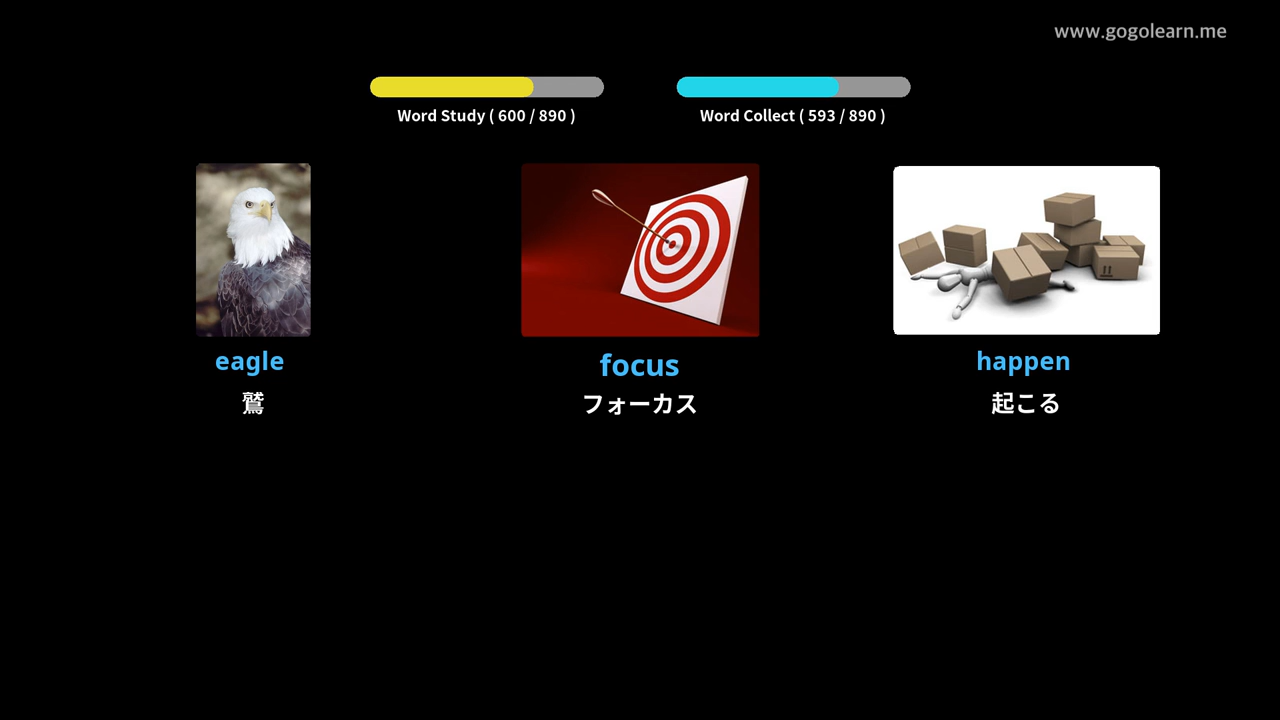 www.gogolearn.me
Word Study ( 600 / 890 )
Word Collect ( 593 / 890 )
eagle
focus
happen
鷲
フォーカス
起こる